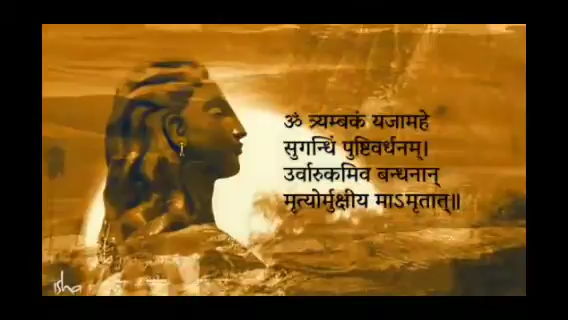 ॐ त्र्यम्बकं यजामहे
सुगन्धिं पुष्टिवर्धनम्।
उर्वारुकमिव बन्धनान्
मृत्योर्मुक्षीय माऽमृतात्॥
isha